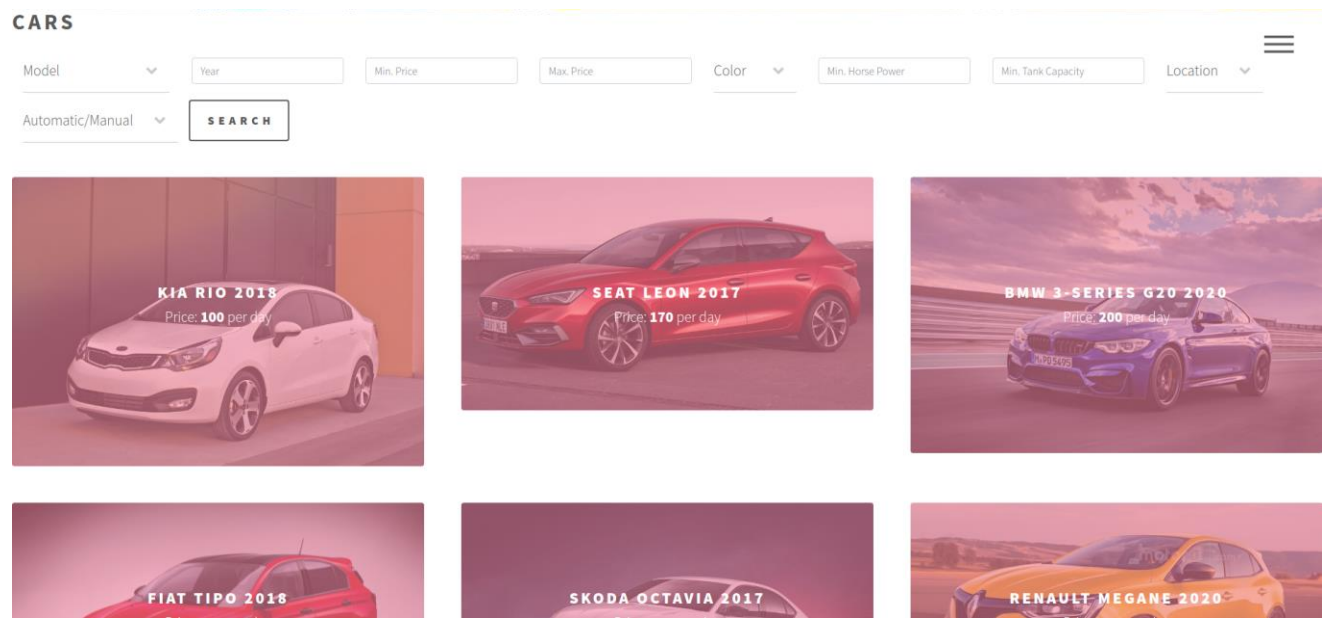 CARS
Model Year Min. Price Max. Price Color Min. Horse Power Min. Tank Capacity Location
Automatic/Manual SEARCH
KIA RIO 2018
Price: 100 per day
SEAT LEON 2017
Price: 170 per day
BMW 3-SERIES G20 2020
Price: 200 per day
FIAT TIPO 2018
SKODA OCTAVIA 2017
RENAULT MEGANE 2020